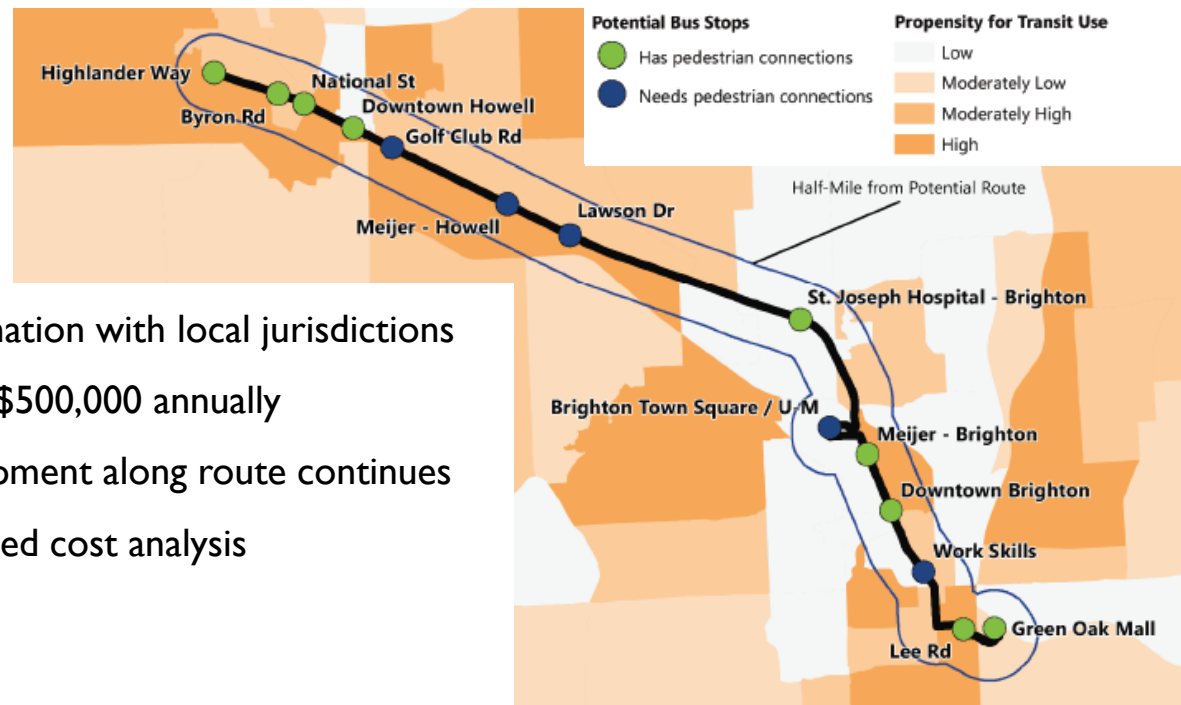 Potential Bus Stops
Has pedestrian connections
Needs pedestrian connections
Propensity for Transit Use
Low
Moderately Low
Moderately High
High
Highlander Way
National St
Byron Rd
Downtown Howell
Golf Club Rd
Half-Mile from Potential Route
Meijer - Howell
Lawson Dr
St. Joseph Hospital - Brighton
nation with local jurisdictions
$500,000 annually
Brighton Town Square / U-M
Meijer - Brighton
pment along route continues
Downtown Brighton
ed cost analysis
Work Skills
Green Oak Mall
Lee Rd